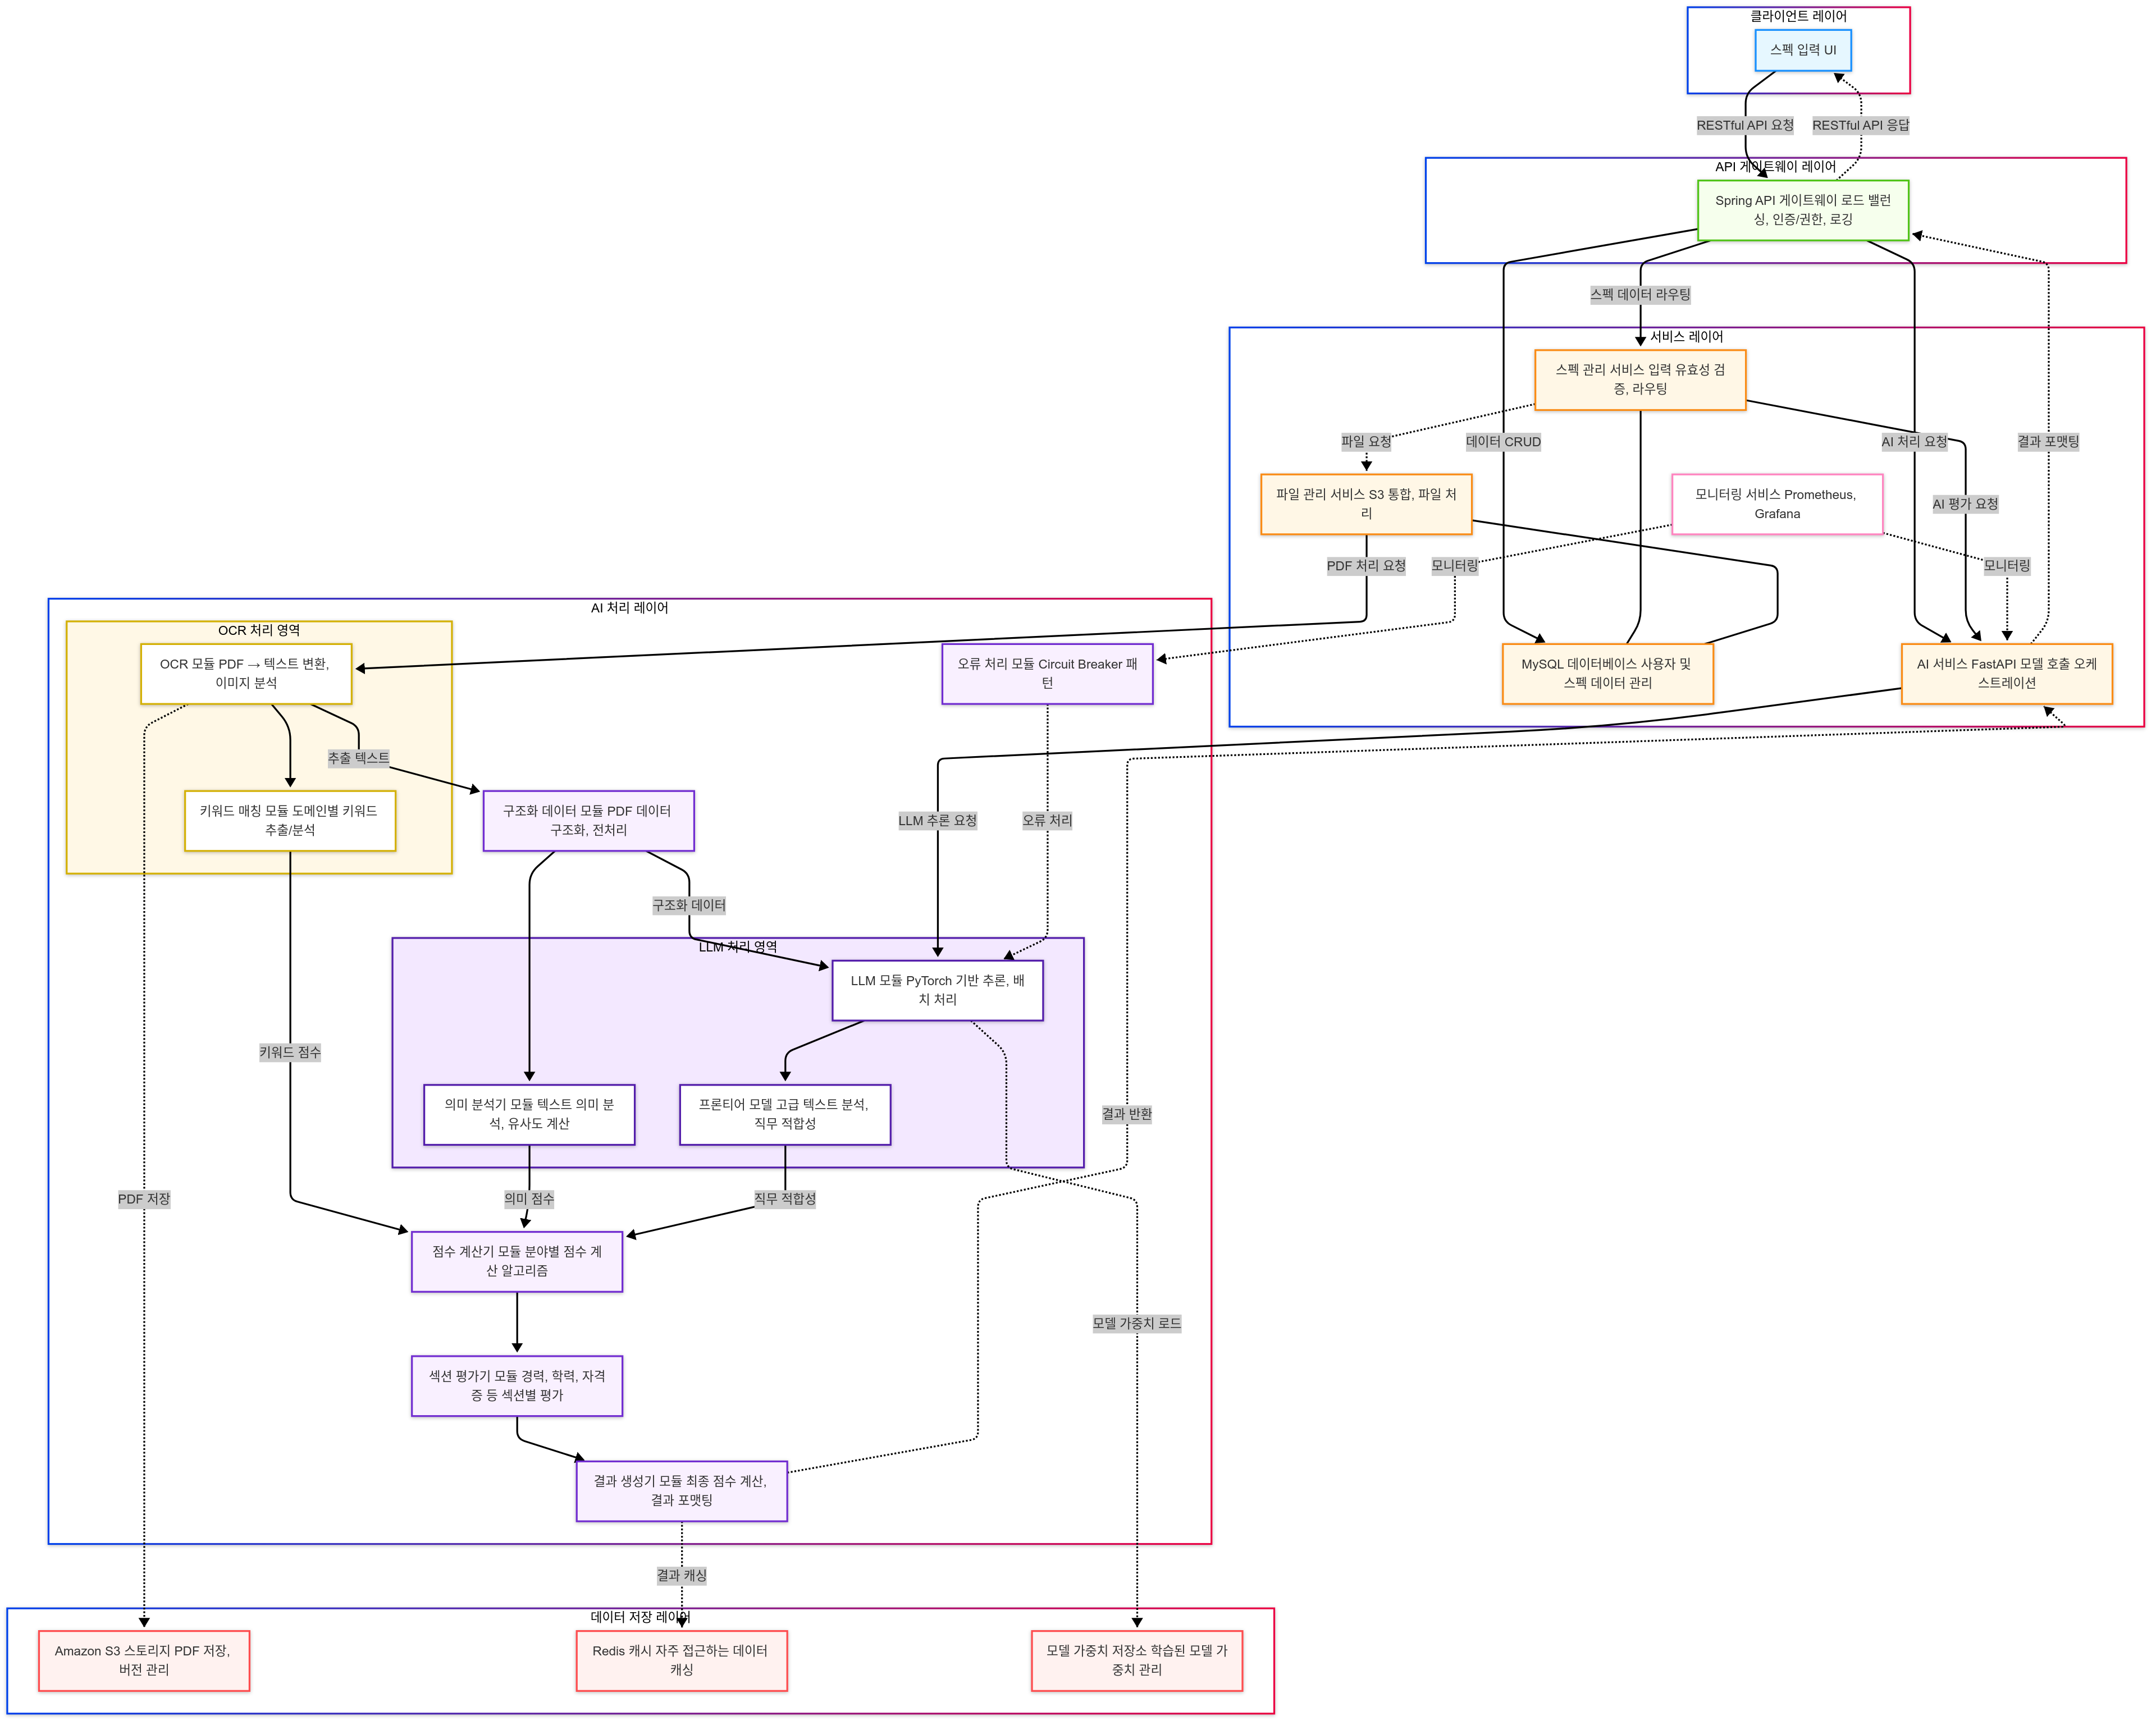 클라이언트 레이어
스펙 입력 UI
RESTful API 요청
RESTful API 응답
API 게이트웨이 레이어
Spring API 게이트웨이 로드 밸런
싱, 인증/권한, 로깅
스펙 데이터 라우팅
서비스 레이어
스펙 관리 서비스 입력 유효성 검
증, 라우팅
파일 요청
데이터 CRUD
AI 처리 요청
결과 포맷팅
파일 관리 서비스 S3 통합, 파일 처
리
모니터링 서비스 Prometheus,
Grafana
AI 평가 요청
PDF 처리 요청
모니터링
모니터링
AI 처리 레이어
OCR 처리 영역
OCR 모듈 PDF → 텍스트 변환,
이미지 분석
오류 처리 모듈 Circuit Breaker 패
턴
MySQL 데이터베이스 사용자 및
스펙 데이터 관리
AI 서비스 FastAPI 모델 호출 오케
스트레이션
추출 텍스트
키워드 매칭 모듈 도메인별 키워드
추출/분석
구조화 데이터 모듈 PDF 데이터
구조화, 전처리
LLM 추론 요청
오류 처리
구조화 데이터
LLM 처리 영역
LLM 모듈 PyTorch 기반 추론, 배
치 처리
키워드 점수
의미 분석기 모듈 텍스트 의미 분
석, 유사도 계산
프론티어 모델 고급 텍스트 분석,
직무 적합성
결과 반환
PDF 저장
의미 점수
직무 적합성
점수 계산기 모듈 분야별 점수 계
산 알고리즘
모델 가중치 로드
섹션 평가기 모듈 경력, 학력, 자격
증 등 섹션별 평가
결과 생성기 모듈 최종 점수 계산,
결과 포맷팅
결과 캐싱
데이터 저장 레이어
Amazon S3 스토리지 PDF 저장,
버전 관리
Redis 캐시 자주 접근하는 데이터
캐싱
모델 가중치 저장소 학습된 모델 가
중치 관리